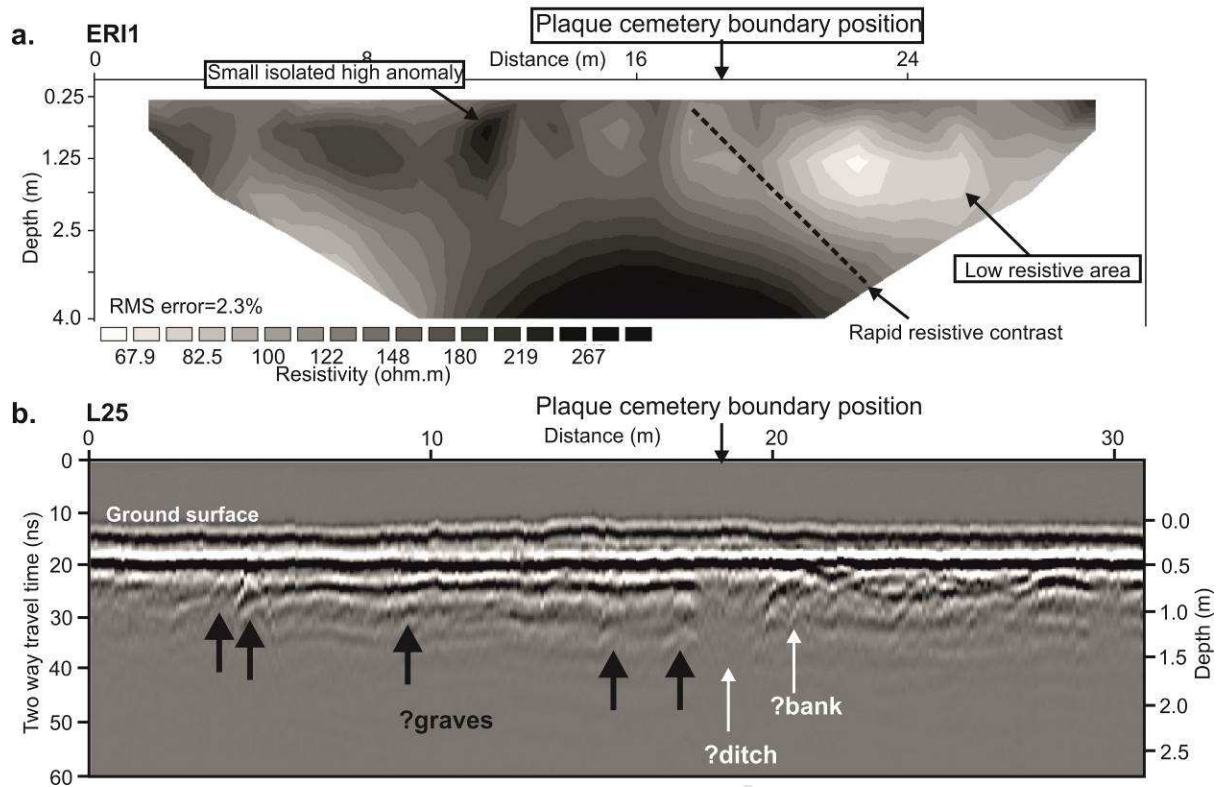 a. ERI1
Plaque cemetery boundary position
0 8 Distance (m) 16 24
Small isolated high anomaly
0.25
1.25
Depth (m)
2.5
Low resistive area
RMS error=2.3%
4.0
Rapid resistive contrast
67.9 82.5 100 122 148 180 219 267
Resistivity (ohm.m)
b. L25
Plaque cemetery boundary position
0 10 Distance (m) 20 30
0
10
Ground surface
0.0
20
0.5
30
1.0
Two way travel time (ns)
Depth (m)
40
1.5
?graves
?bank
50
2.0
?ditch
2.5
60